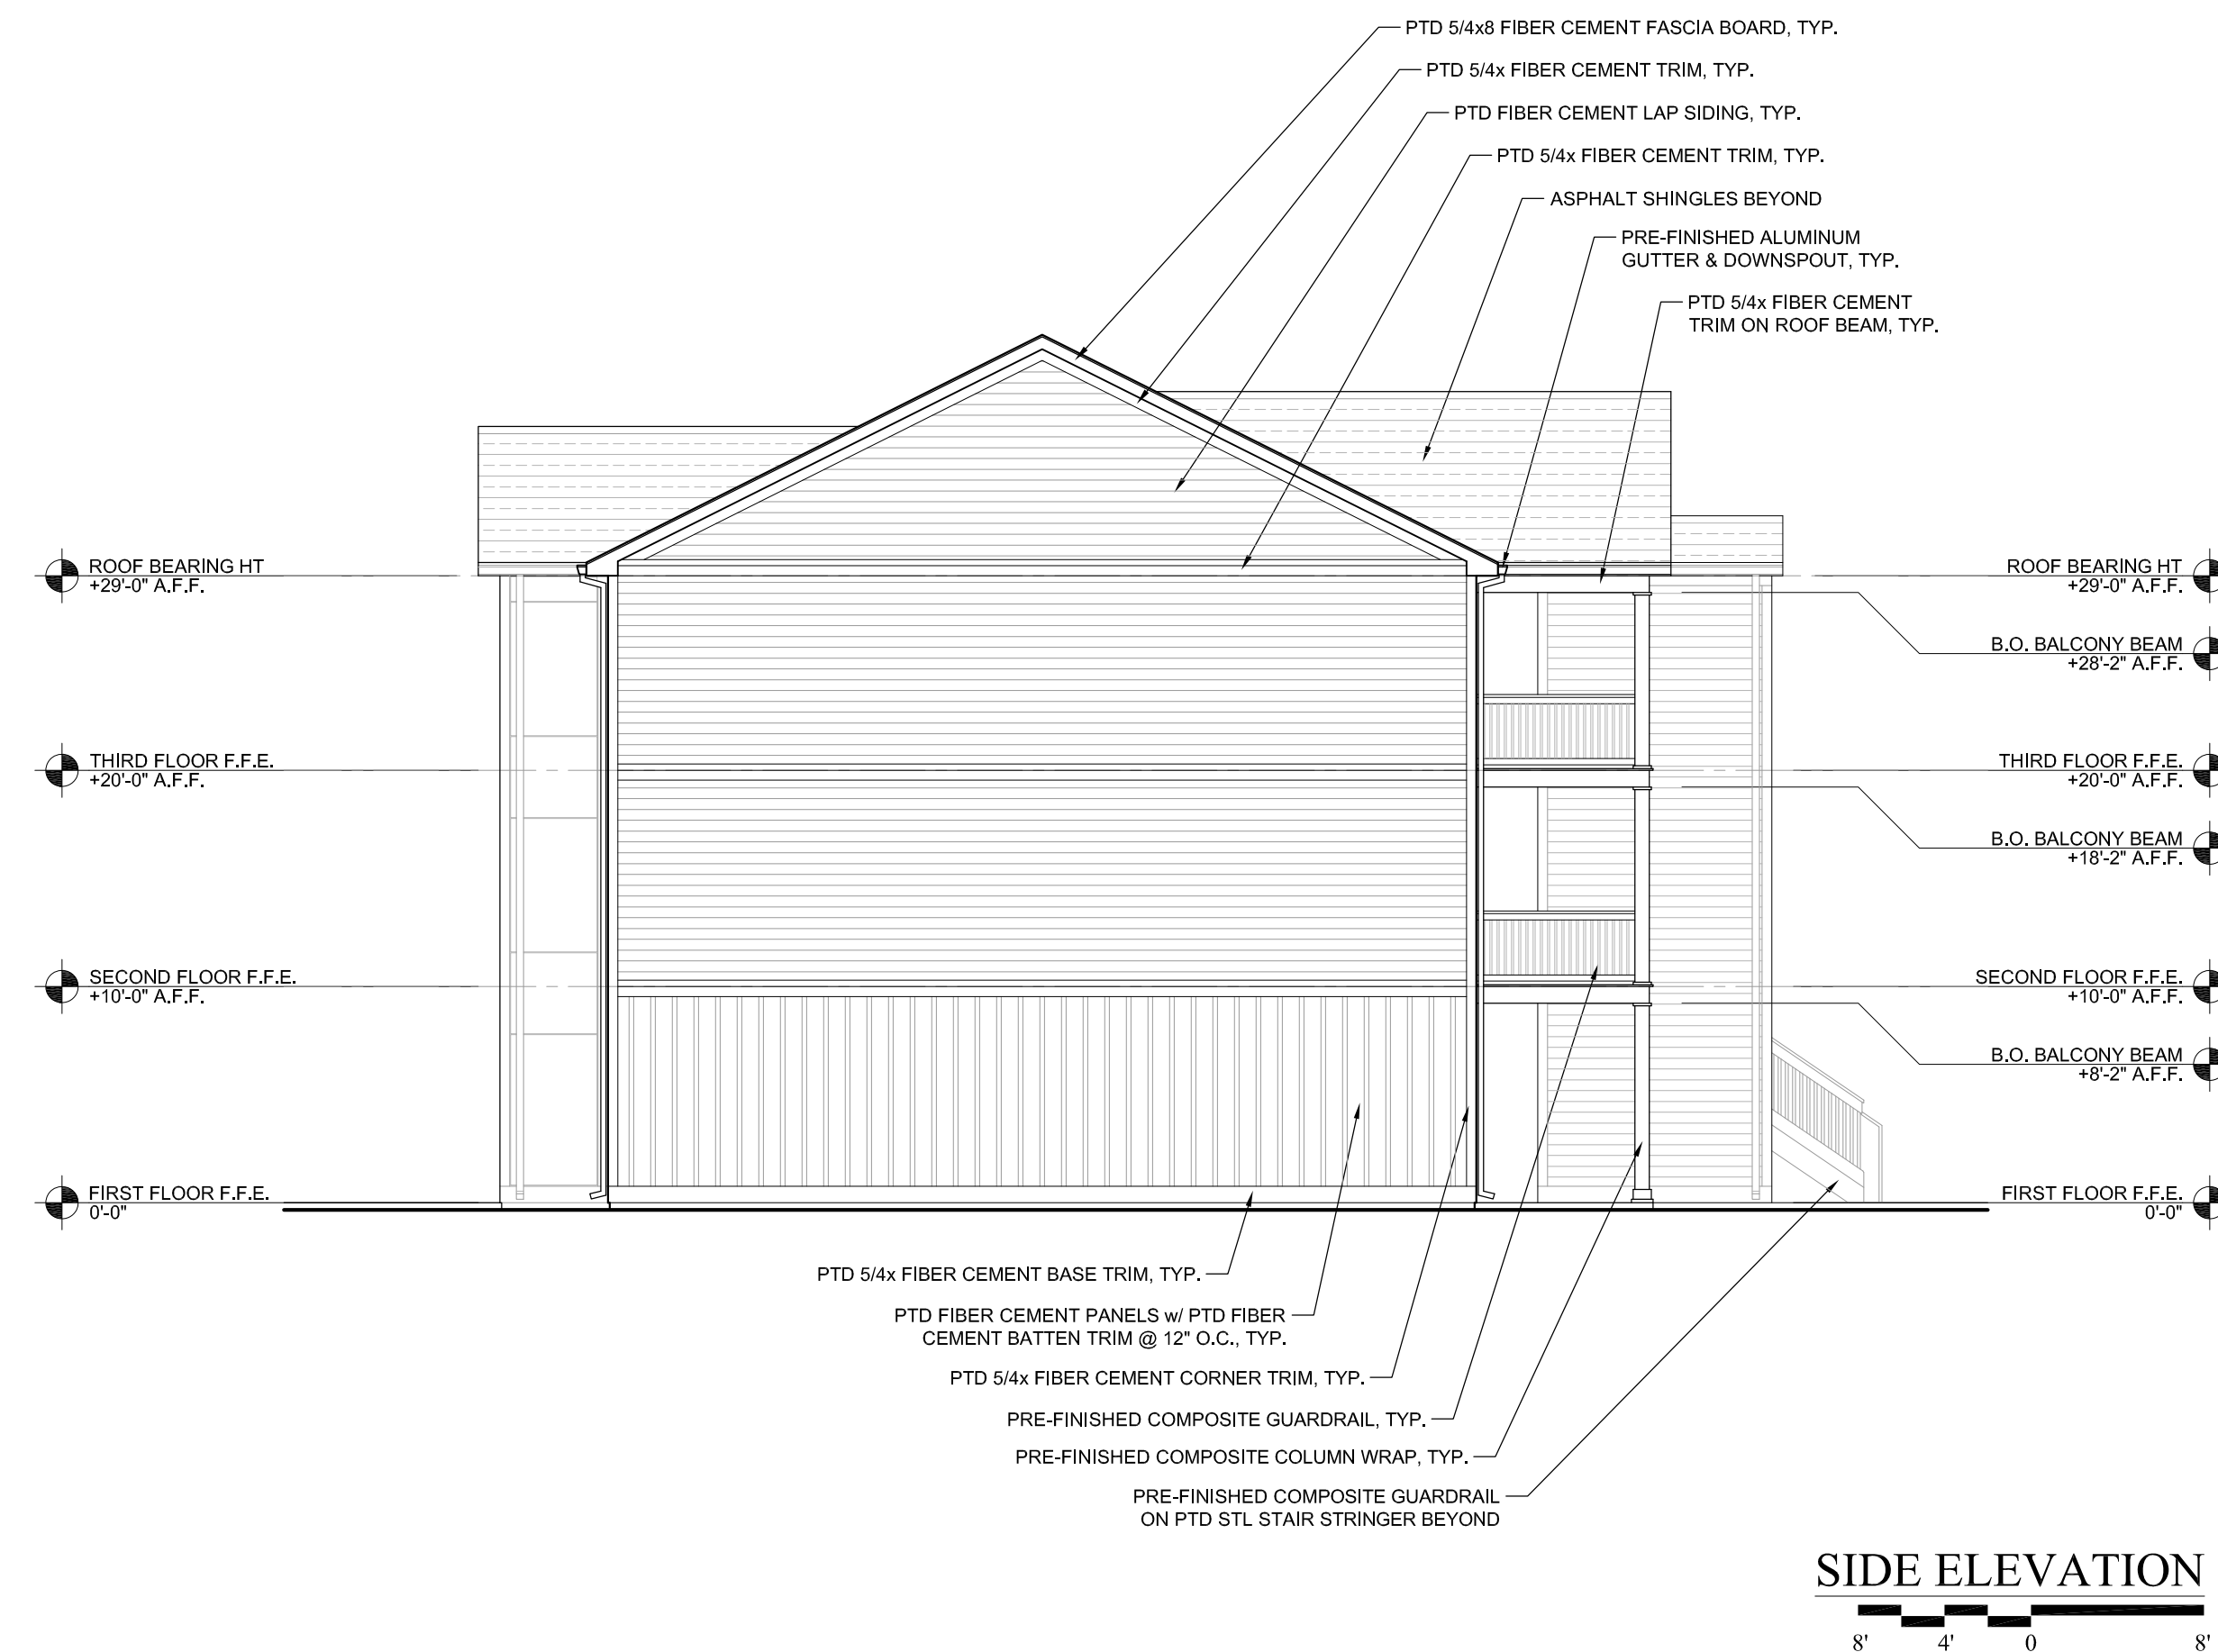 PTD 5/4x8 FIBER CEMENT FASCIA BOARD, TYP.
PTD 5/4x FIBER CEMENT TRIM, TYP.
PTD FIBER CEMENT LAP SIDING, TYP.
PTD 5/4x FIBER CEMENT TRIM, TYP.
ASPHALT SHINGLES BEYOND
PRE-FINISHED ALUMINUM
GUTTER & DOWNSPOUT, TYP.
PTD 5/4x FIBER CEMENT
TRIM ON ROOF BEAM, TYP.
ROOF BEARING HT
+29'-0" A.F.F.
THIRD FLOOR F.F.E.
+20'-0" A.F.F.
SECOND FLOOR F.F.E.
+10'-0" A.F.F.
FIRST FLOOR F.F.E.
0'-0"
ROOF BEARING HT
+29'-0" A.F.F.
B.O. BALCONY BEAM
+28'-2" A.F.F.
THIRD FLOOR F.F.E.
+20'-0" A.F.F.
B.O. BALCONY BEAM
+18'-2" A.F.F.
SECOND FLOOR F.F.E.
+10'-0" A.F.F.
B.O. BALCONY BEAM
+8'-2" A.F.F.
FIRST FLOOR F.F.E.
0'-0"
PTD 5/4x FIBER CEMENT BASE TRIM, TYP.
PTD FIBER CEMENT PANELS w/ PTD FIBER
CEMENT BATTEN TRIM @ 12" O.C., TYP.
PTD 5/4x FIBER CEMENT CORNER TRIM, TYP.
PRE-FINISHED COMPOSITE GUARDRAIL, TYP.
PRE-FINISHED COMPOSITE COLUMN WRAP, TYP.
PRE-FINISHED COMPOSITE GUARDRAIL
ON PTD STL STAIR STRINGER BEYOND
SIDE ELEVATION
8' 4' 0 8'